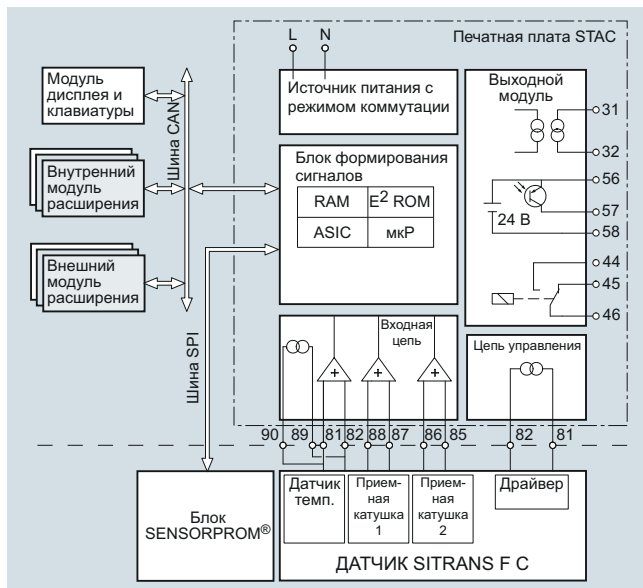 L N
Печатная плата STAC
Модуль
дисплея и
клавиатуры
Шина CAN
Внутренний
модуль
расширения
Внешний
модуль
расширения
Шина SPI
Источник питания с
режимом коммутации
Блок формирования
сигналов
RAM E² ROM
ASIC мкР
Выходной
модуль
31
32
56
57
24 В
58
44
45
46
Входная
цепь
Цепь управления
90 89 81 82 88 87 86 85 82 81
Блок
SENSORPROM®
Датчик
темп.
Прием-
ная
катушка
1
Прием-
ная
катушка
2
Драйвер
ДАТЧИК SITRANS F C